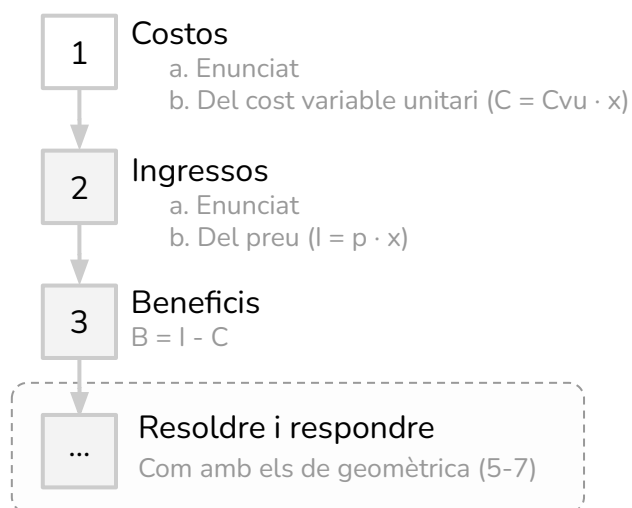 1
Costos
a. Enunciat
b. Del cost variable unitari (C = Cvu · x)
2
Ingressos
a. Enunciat
b. Del preu (I = p · x)
3
Beneficis
B = I - C
...
Resoldre i respondre
Com amb els de geomètrica (5-7)